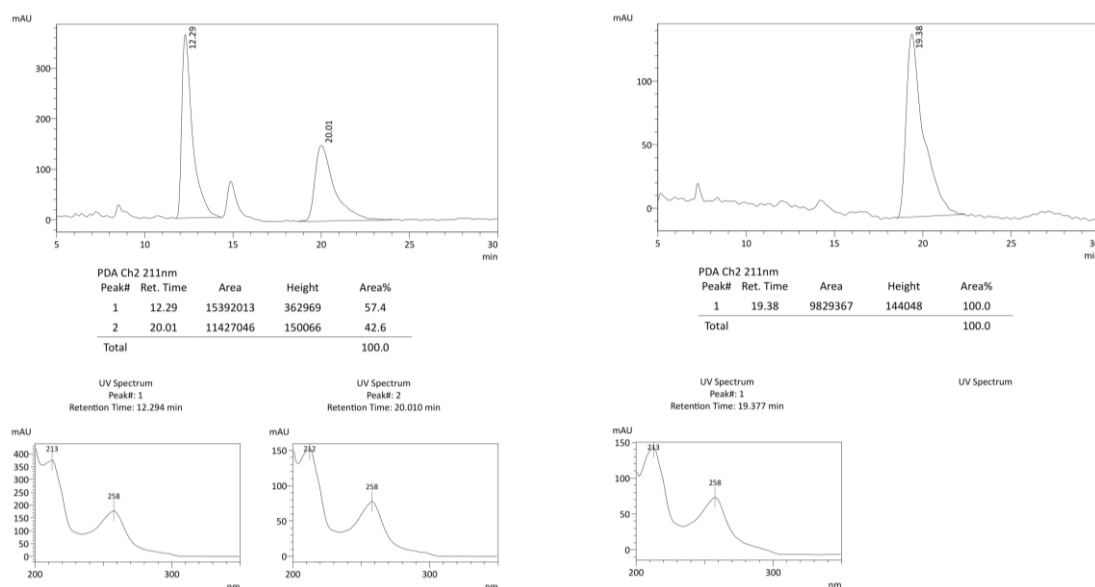 mAU
12.29
20.01
300
200
100
0
5 10 15 20 25 30
min
PDA Ch2 211nm
Peak# Ret. Time Area Height Area%
1 12.29 15392013 362969 57.4
2 20.01 11427046 150066 42.6
Total 100.0
mAU
19.38
100
50
0
5 10 15 20 25 30
min
PDA Ch2 211nm
Peak# Ret. Time Area Height Area%
1 19.38 9829367 144048 100.0
Total 100.0
UV Spectrum
Peak#: 1
Retention Time: 12.294 min
mAU
213
258
400
350
300
250
200
150
100
50
0
200 300
nm
UV Spectrum
Peak#: 2
Retention Time: 20.010 min
mAU
212
258
150
100
50
0
200 300
nm
UV Spectrum
Peak#: 1
Retention Time: 19.377 min
mAU
213
258
150
100
50
0
200 300
nm
UV Spectrum